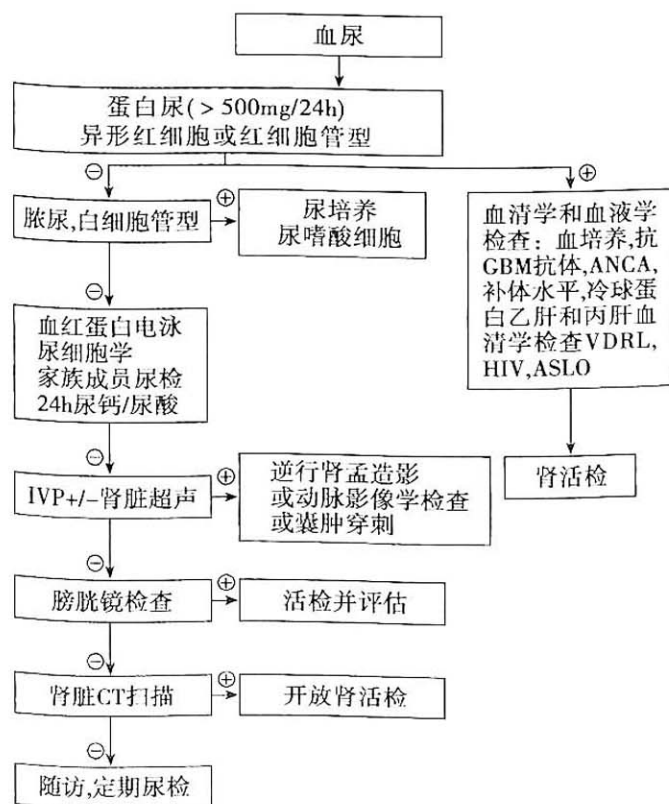 血尿
蛋白尿(> 500mg/24h)
异形红细胞或红细胞管型
⊖
⊕
脓尿,白细胞管型
⊕
尿培养
尿嗜酸细胞
血清学和血液学
检查：血培养,抗
GBM抗体,ANCA,
补体水平,冷球蛋
白乙肝和丙肝血
清学检查VDRL,
HIV,ASLO
肾活检
⊖
血红蛋白电泳
尿细胞学
家族成员尿检
24h尿钙/尿酸
⊖
IVP+/−肾脏超声
⊕
逆行肾盂造影
或动脉影像学检查
或囊肿穿刺
⊖
膀胱镜检查
⊕
活检并评估
⊖
肾脏CT扫描
⊕
开放肾活检
⊖
随访,定期尿检